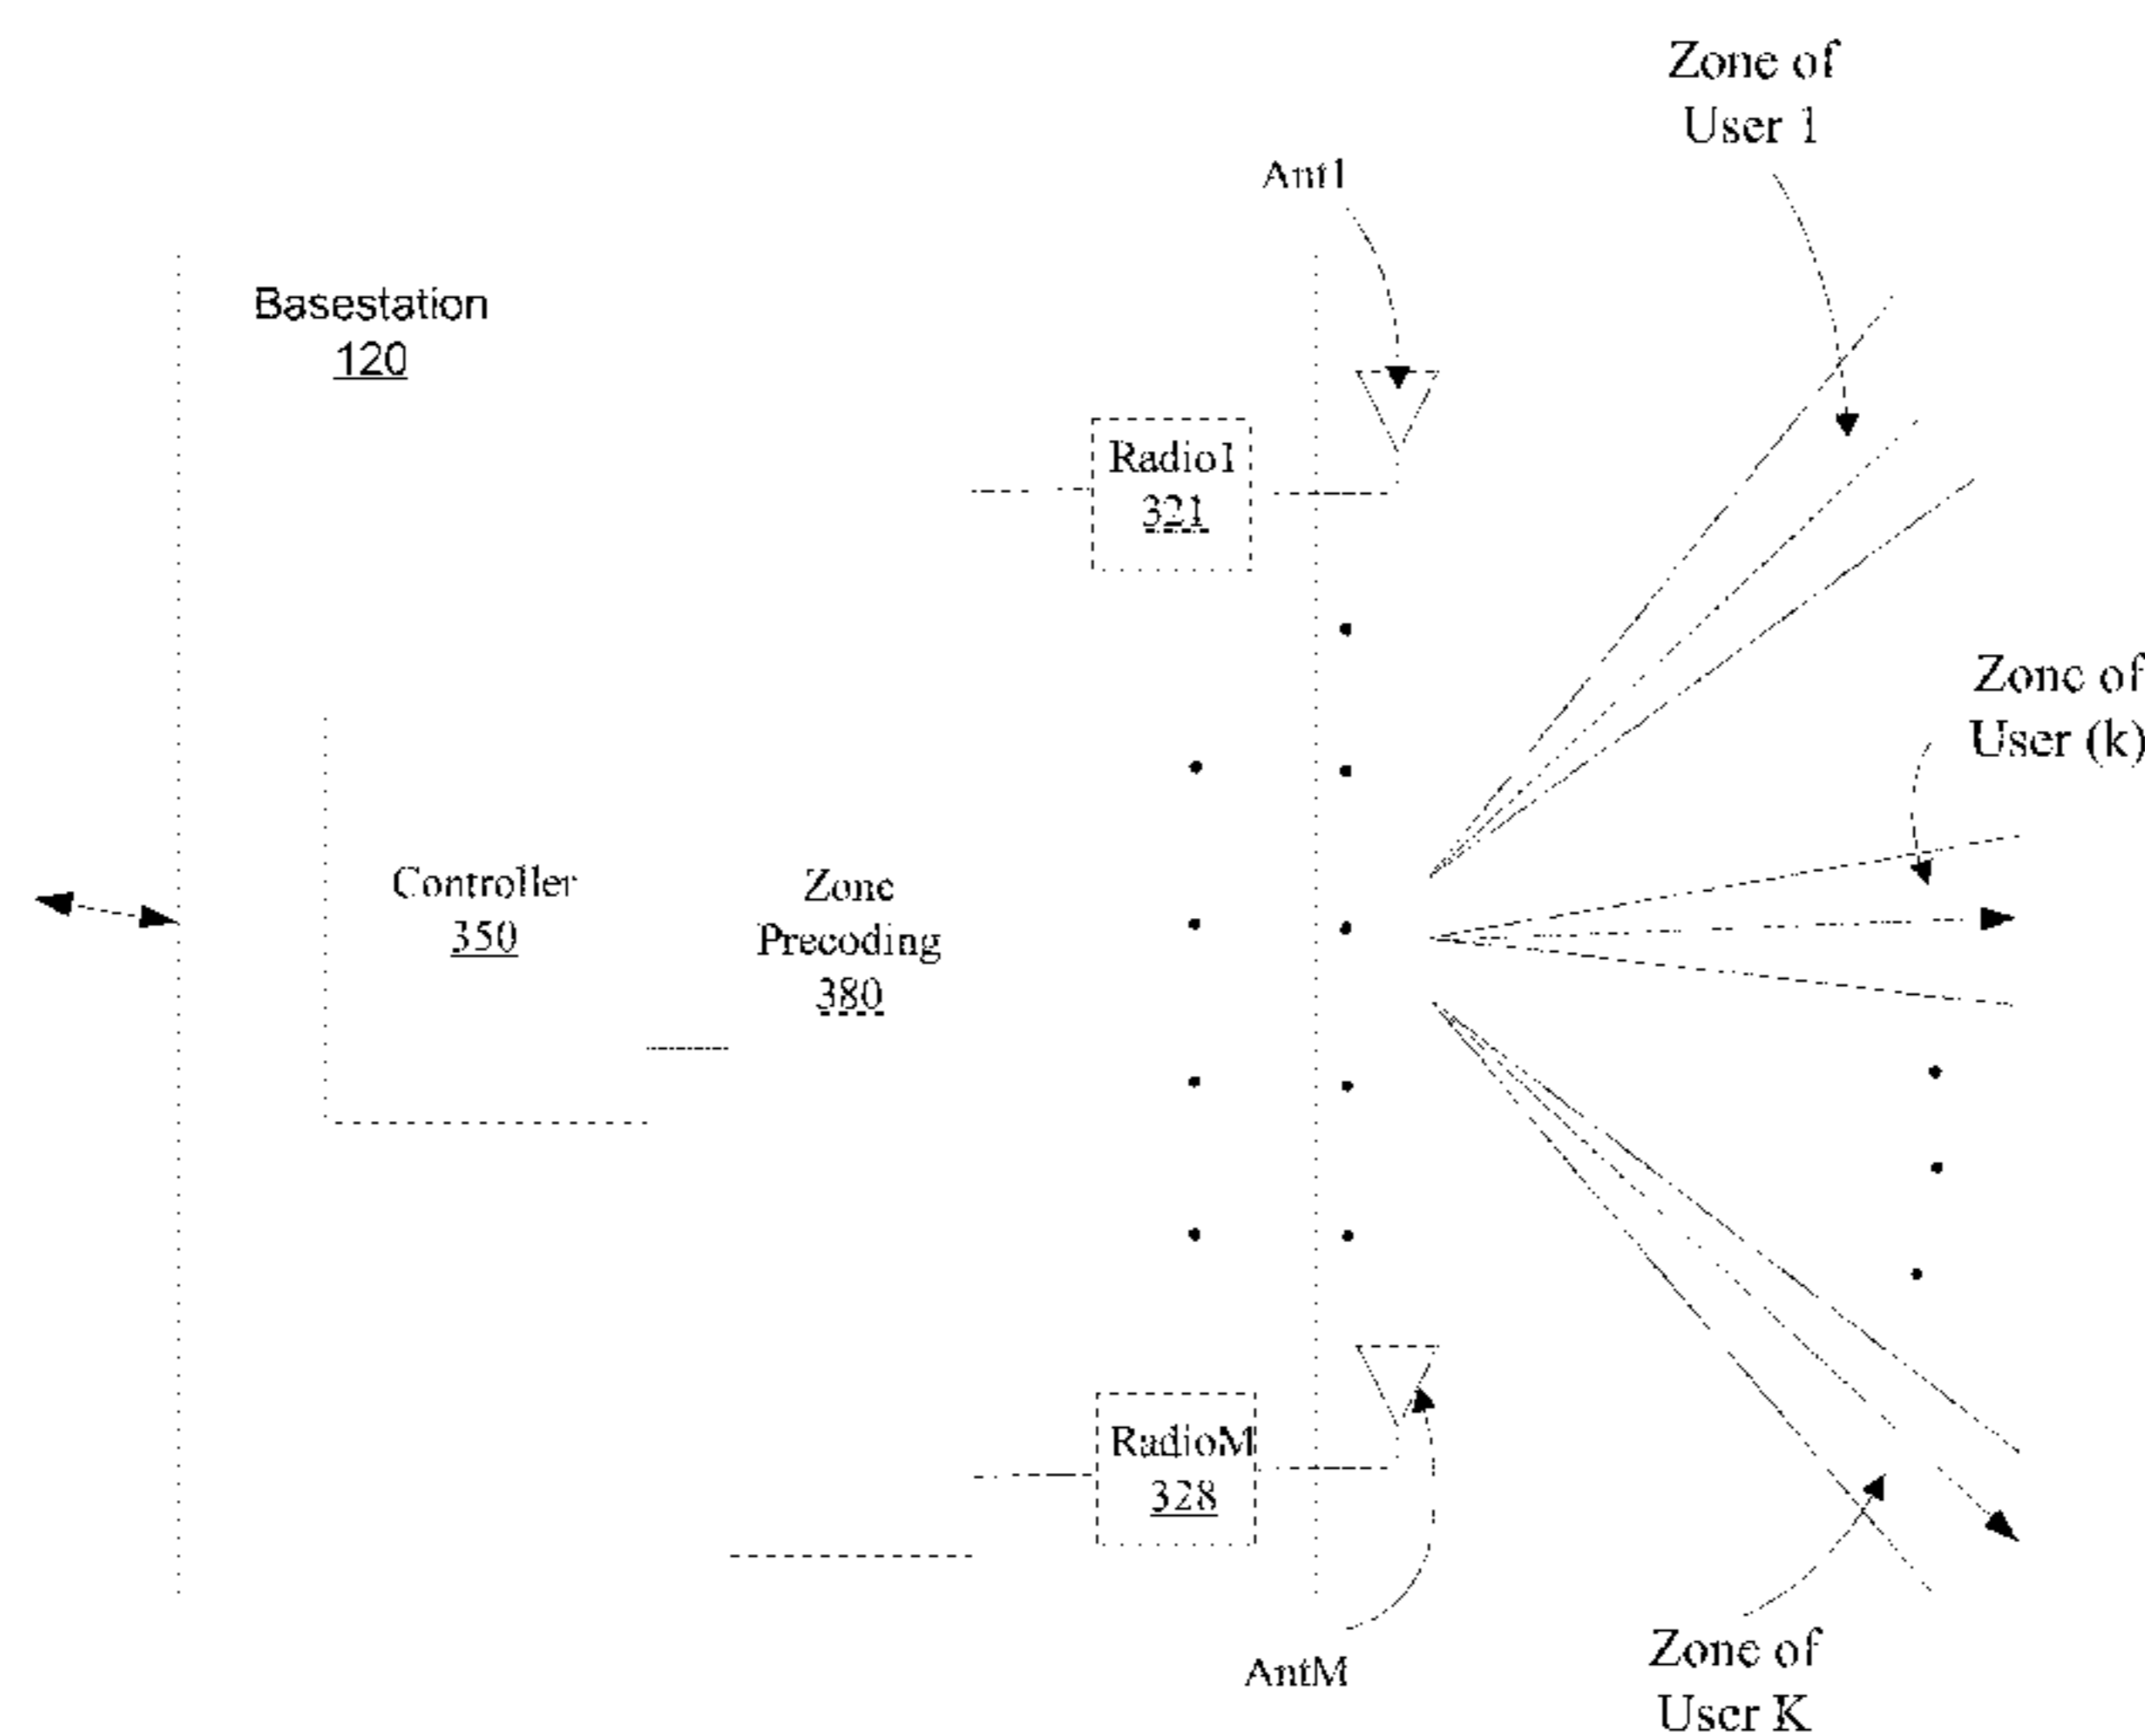 Zone of
User 1
Ant1
Basestation
120
Radio1
321
Zone of
User (k)
Controller
350
Zone
Precoding
380
RadioM
328
AntM
Zone of
User K